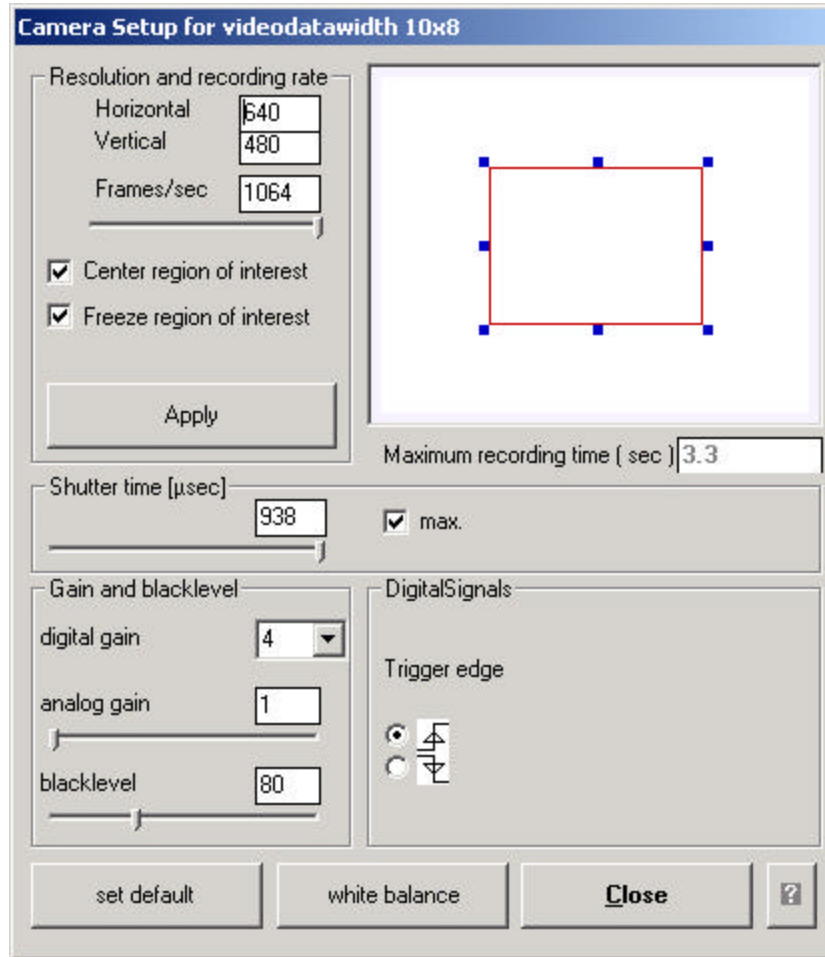 Camera Setup for videodatawidth 10x8
Resolution and recording rate
Horizontal 640
Vertical 480
Frames/sec 1064
Center region of interest
Freeze region of interest
Apply
Maximum recording time ( sec ) 3.3
Shutter time [µsec]
938 max.
Gain and blacklevel
digital gain 4
analog gain 1
blacklevel 80
DigitalSignals
Trigger edge
set default white balance Close ?